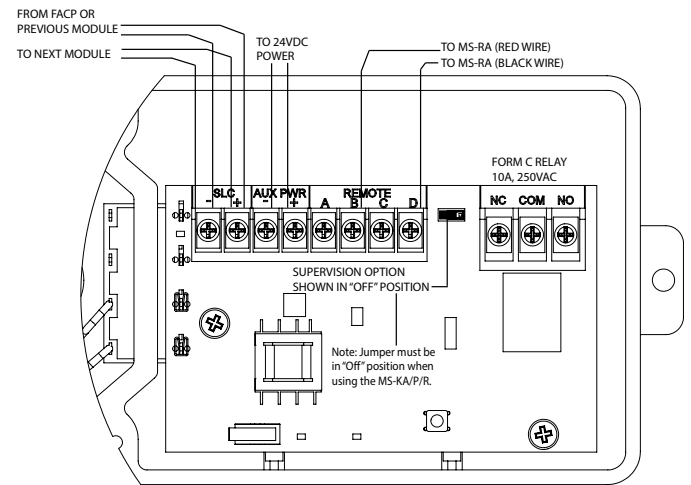 FROM FACP OR
PREVIOUS MODULE
TO NEXT MODULE
TO 24VDC
POWER
TO MS-RA (RED WIRE)
TO MS-RA (BLACK WIRE)
FORM C RELAY
10A, 250VAC
SLC AUX PWR REMOTE
- + - + A B C D
NC COM NO
SUPERVISION OPTION
SHOWN IN "OFF" POSITION
Note: Jumper must be
in "Off" position when
using the MS-KA/P/R.